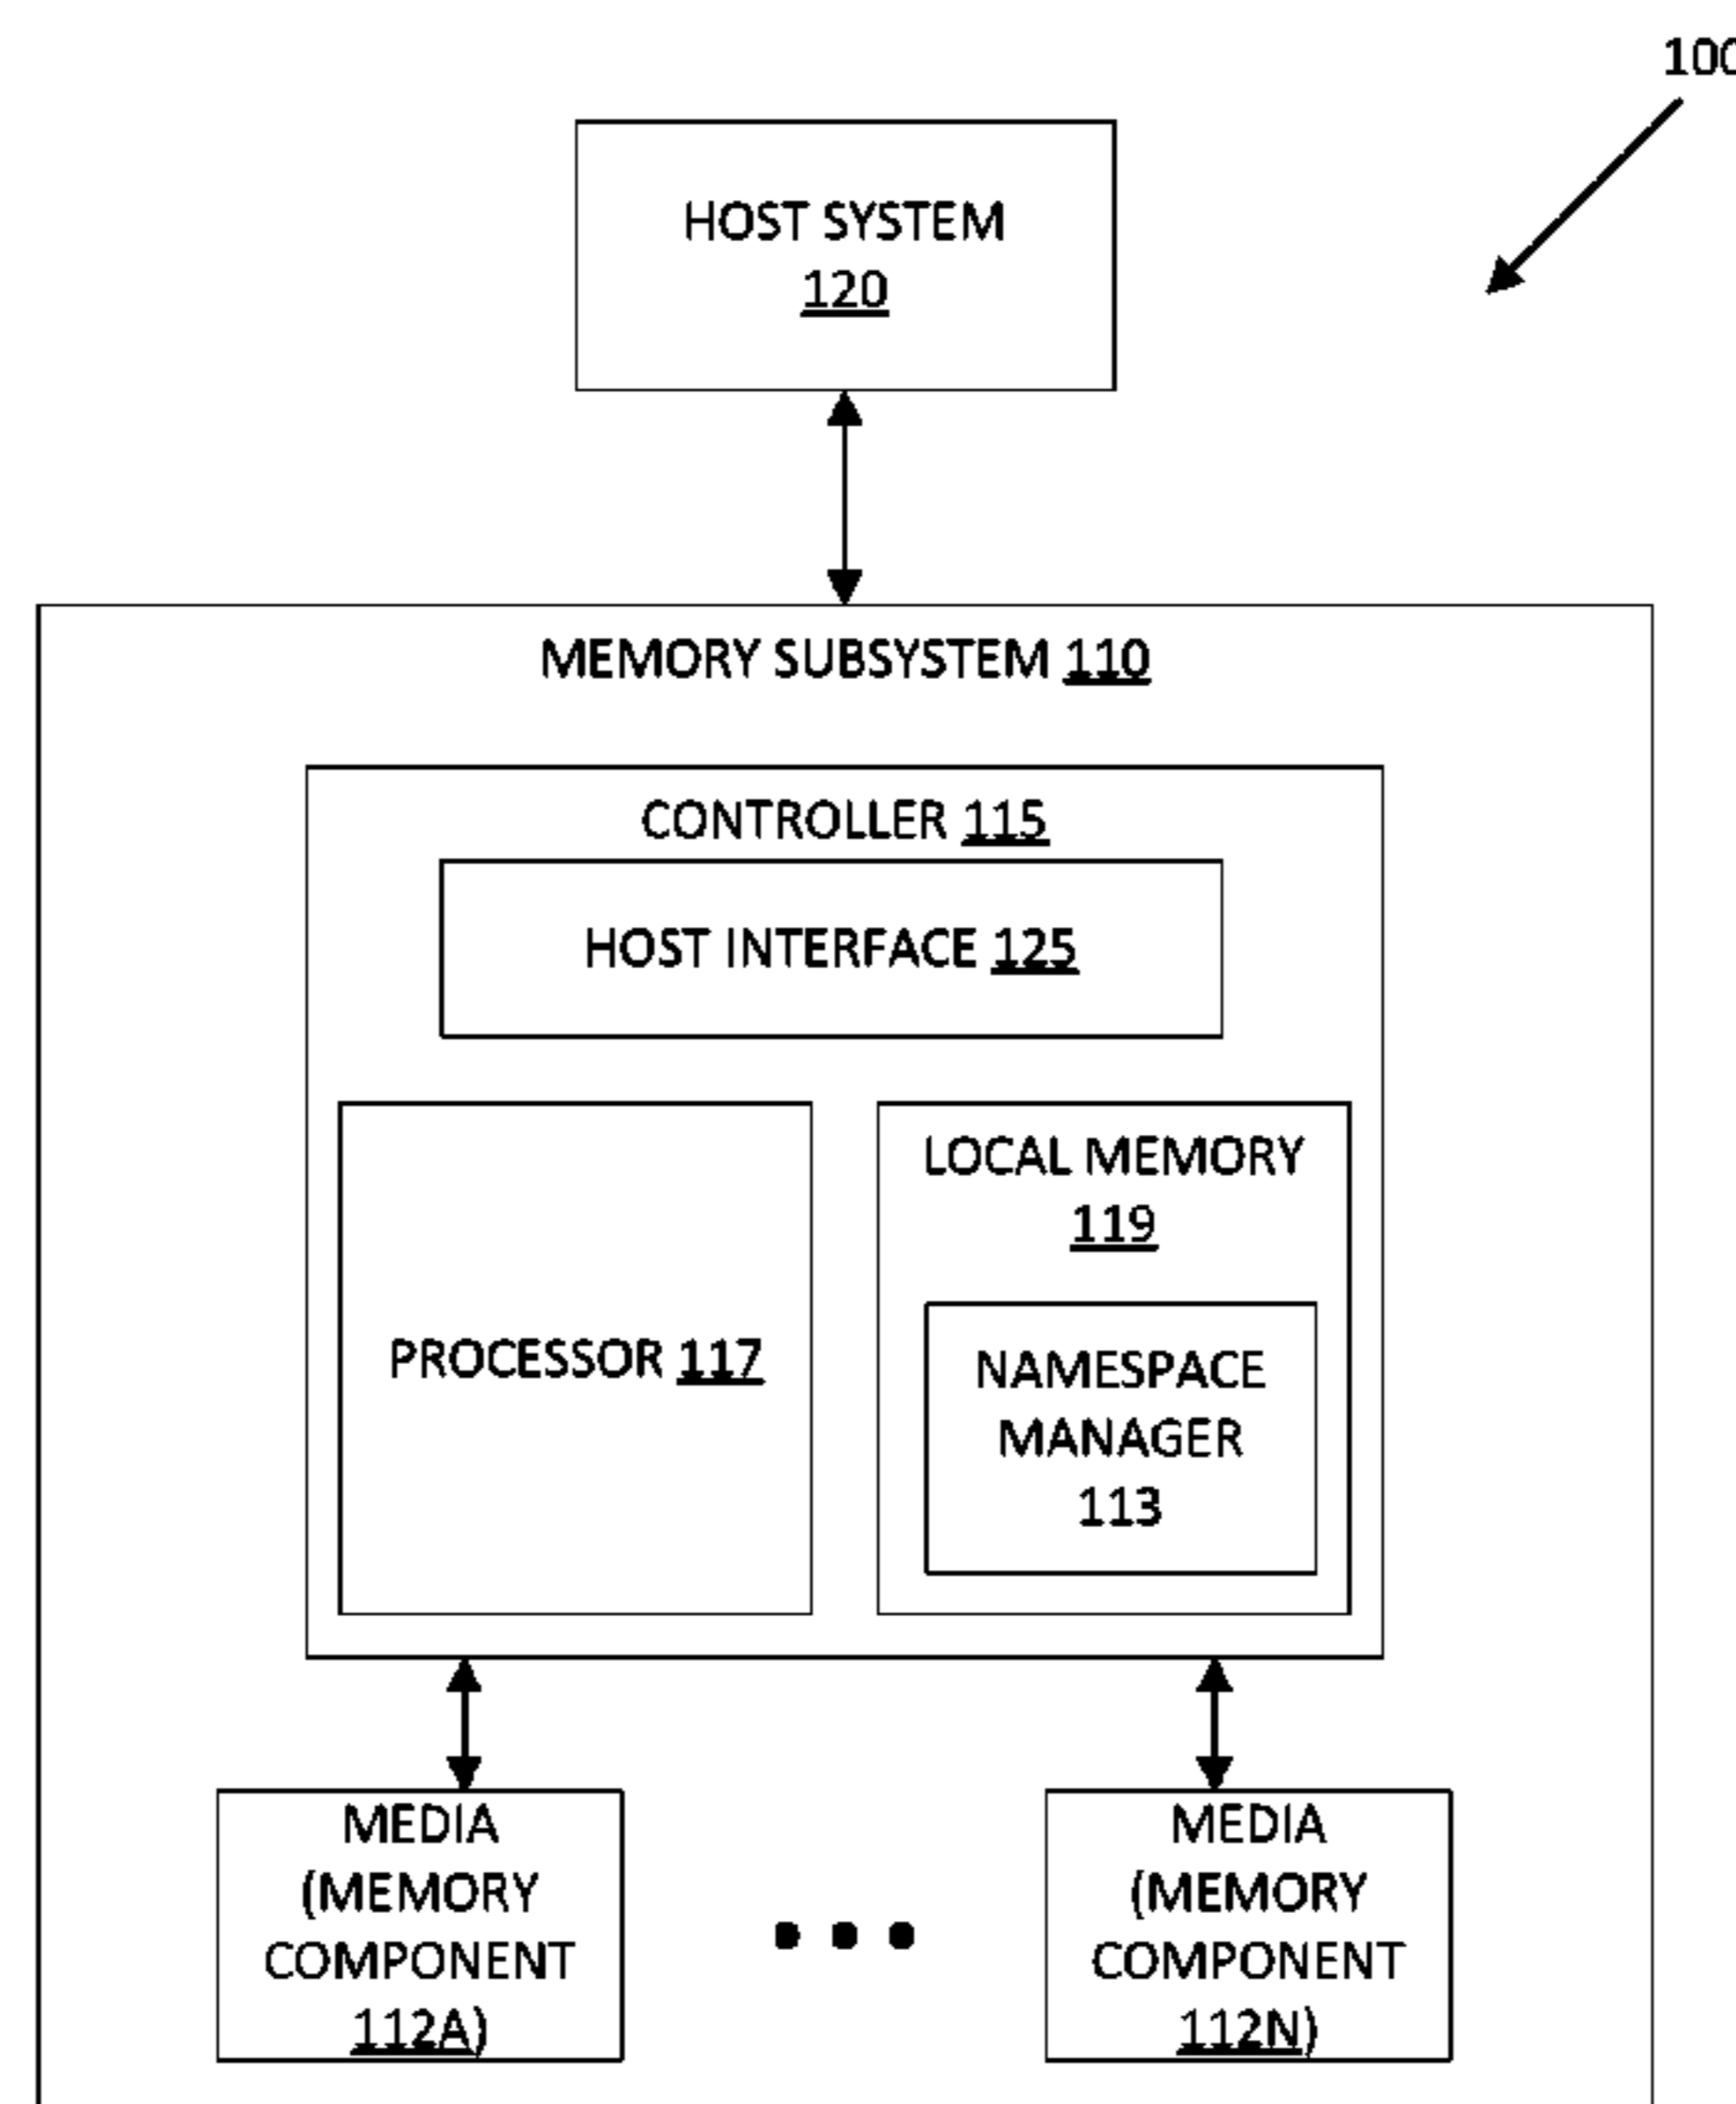 100
HOST SYSTEM
120
MEMORY SUBSYSTEM 110
CONTROLLER 115
HOST INTERFACE 125
PROCESSOR 117
LOCAL MEMORY
119
NAMESPACE
MANAGER
113
MEDIA
(MEMORY
COMPONENT
112A)
MEDIA
(MEMORY
COMPONENT
112N)